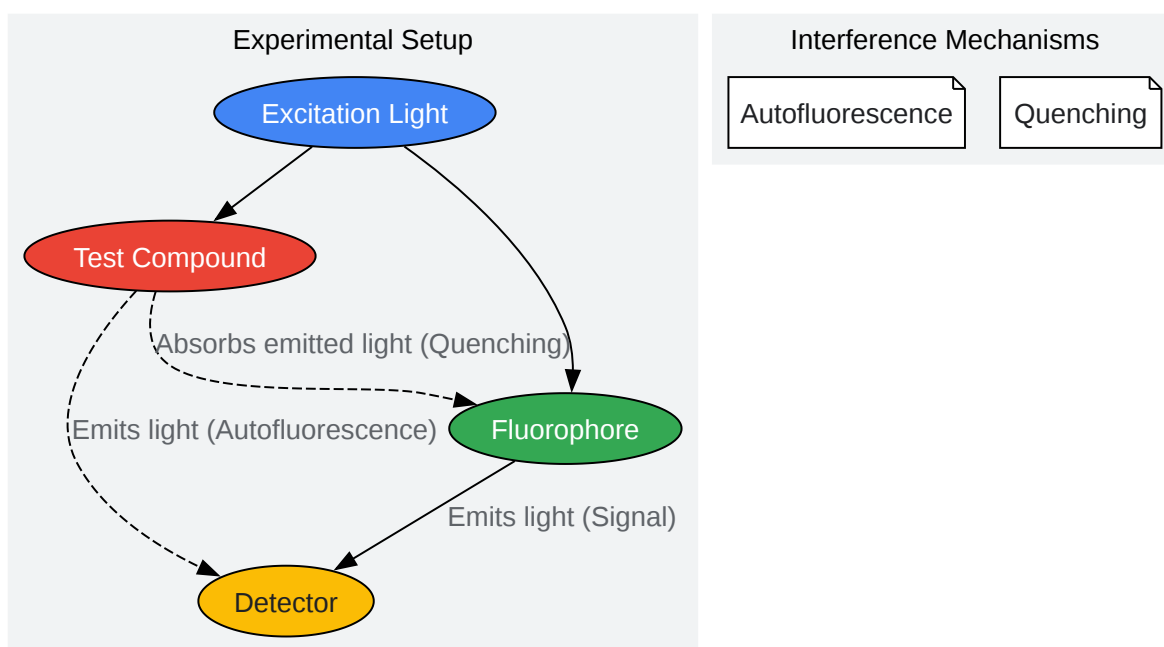 Experimental Setup
Interference Mechanisms
Excitation Light
Autofluorescence
Quenching
Test Compound
Absorbs emitted light (Quenching)
Emits light (Autofluorescence)
Fluorophore
Emits light (Signal)
Detector